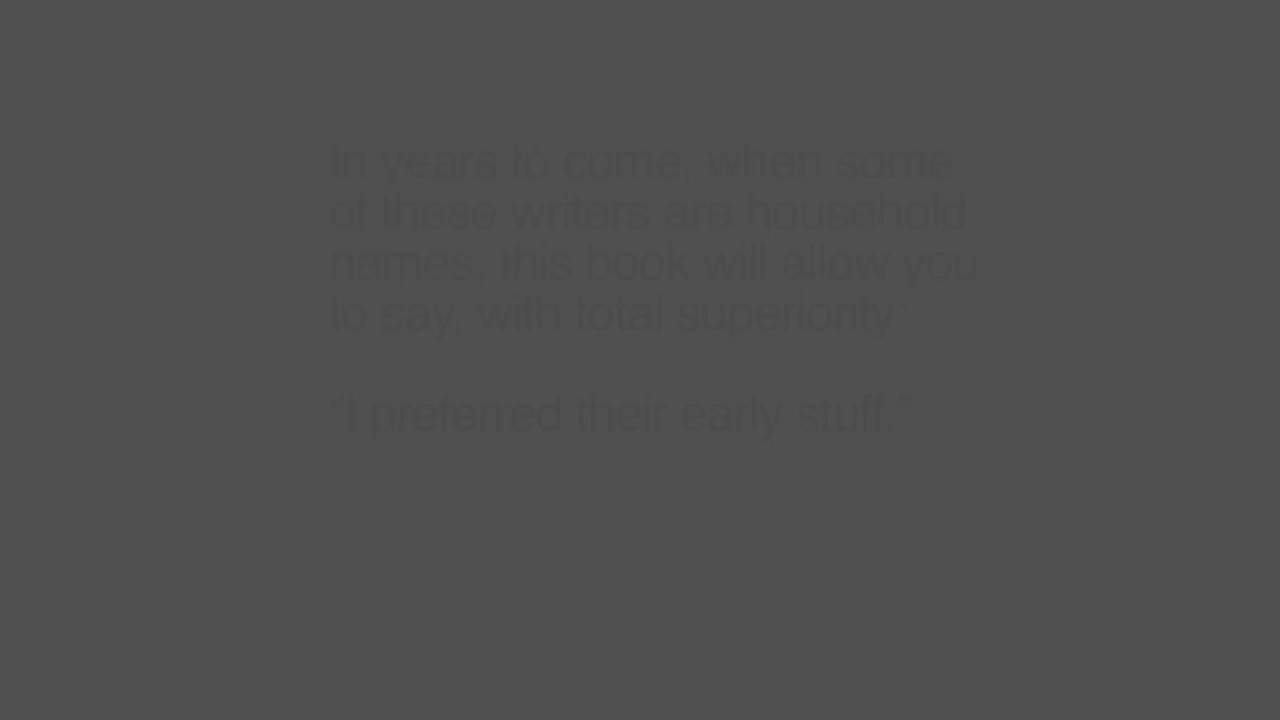 In years to come, when some
of these writers are household
names, this book will allow you
to say, with total superiority
“I preferred their early stuff.”